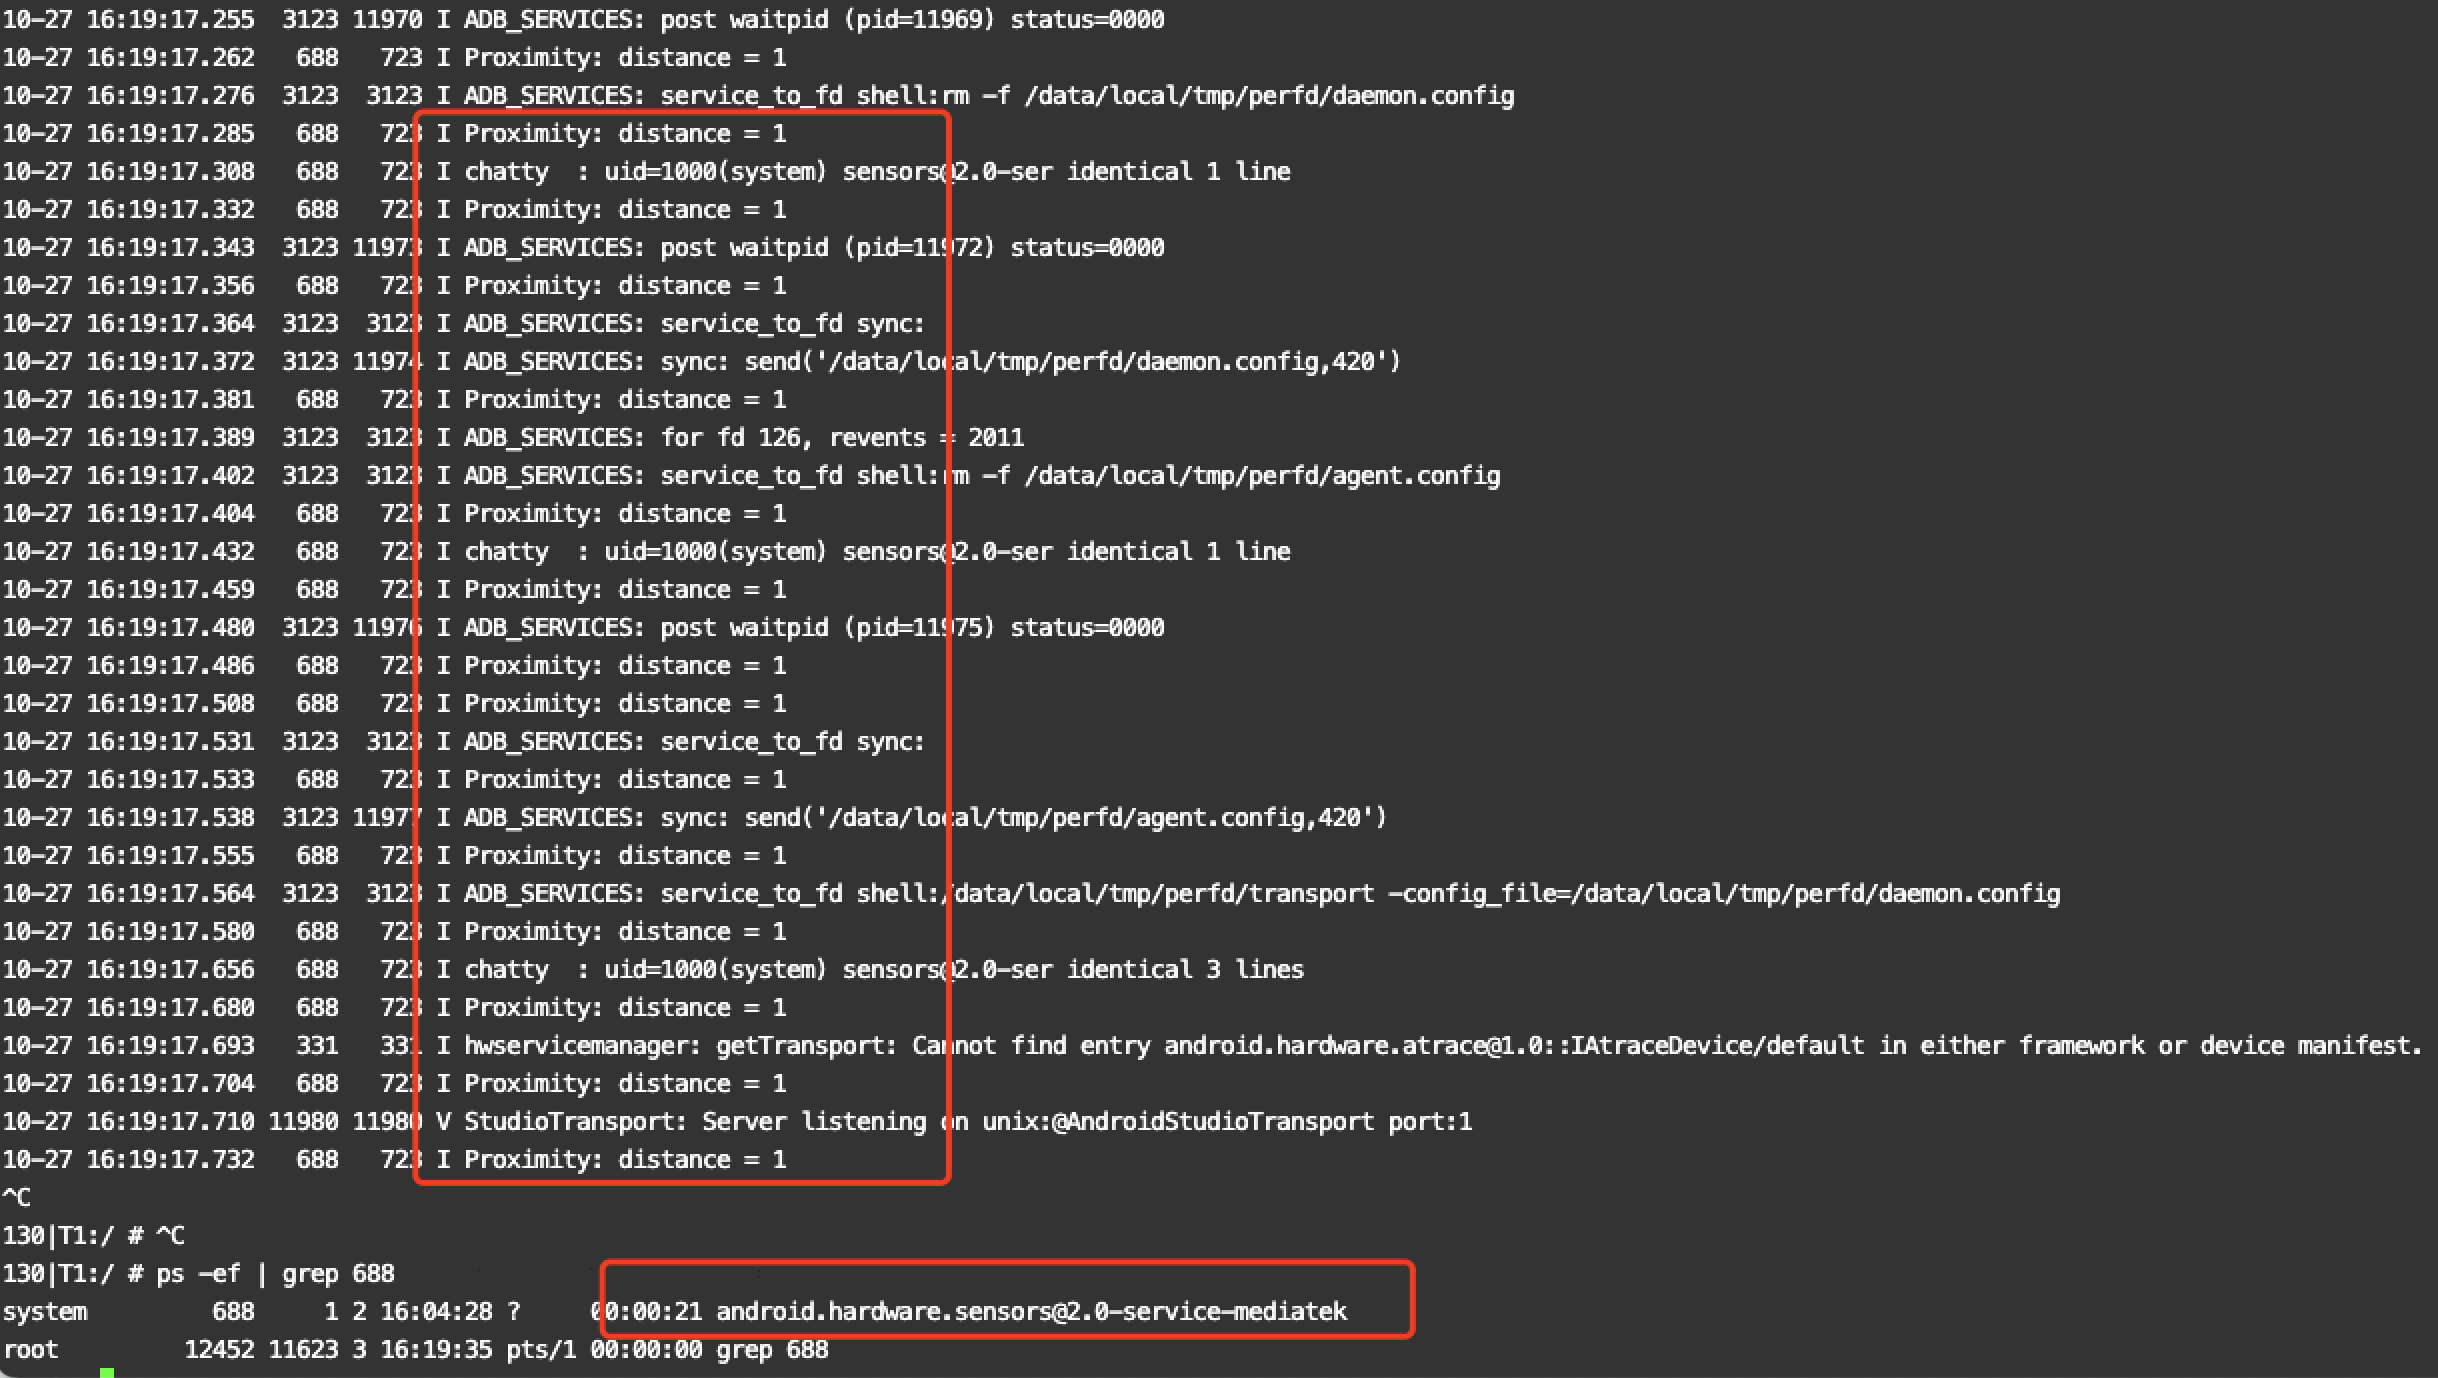 10-27 16:19:17.255  3123 11970 I ADB_SERVICES: post waitpid (pid=11969) status=0000
10-27 16:19:17.262   688   723 I Proximity: distance = 1
10-27 16:19:17.276  3123  3123 I ADB_SERVICES: service_to_fd shell:rm -f /data/local/tmp/perfd/daemon.config
10-27 16:19:17.285   688   723 I Proximity: distance = 1
10-27 16:19:17.308   688   723 I chatty  : uid=1000(system) sensors@2.0-ser identical 1 line
10-27 16:19:17.332   688   723 I Proximity: distance = 1
10-27 16:19:17.343  3123 11973 I ADB_SERVICES: post waitpid (pid=11972) status=0000
10-27 16:19:17.356   688   723 I Proximity: distance = 1
10-27 16:19:17.364  3123  3123 I ADB_SERVICES: service_to_fd sync:
10-27 16:19:17.372  3123 11974 I ADB_SERVICES: sync: send('/data/local/tmp/perfd/daemon.config,420')
10-27 16:19:17.381   688   723 I Proximity: distance = 1
10-27 16:19:17.389  3123  3123 I ADB_SERVICES: for fd 126, revents = 2011
10-27 16:19:17.402  3123  3123 I ADB_SERVICES: service_to_fd shell:rm -f /data/local/tmp/perfd/agent.config
10-27 16:19:17.404   688   723 I Proximity: distance = 1
10-27 16:19:17.432   688   723 I chatty  : uid=1000(system) sensors@2.0-ser identical 1 line
10-27 16:19:17.459   688   723 I Proximity: distance = 1
10-27 16:19:17.480  3123 11976 I ADB_SERVICES: post waitpid (pid=11975) status=0000
10-27 16:19:17.486   688   723 I Proximity: distance = 1
10-27 16:19:17.508   688   723 I Proximity: distance = 1
10-27 16:19:17.531  3123  3123 I ADB_SERVICES: service_to_fd sync:
10-27 16:19:17.533   688   723 I Proximity: distance = 1
10-27 16:19:17.538  3123 11977 I ADB_SERVICES: sync: send('/data/local/tmp/perfd/agent.config,420')
10-27 16:19:17.555   688   723 I Proximity: distance = 1
10-27 16:19:17.564  3123  3123 I ADB_SERVICES: service_to_fd shell:/data/local/tmp/perfd/transport -config_file=/data/local/tmp/perfd/daemon.config
10-27 16:19:17.580   688   723 I Proximity: distance = 1
10-27 16:19:17.656   688   723 I chatty  : uid=1000(system) sensors@2.0-ser identical 3 lines
10-27 16:19:17.680   688   723 I Proximity: distance = 1
10-27 16:19:17.693   331   331 I hwservicemanager: getTransport: Cannot find entry android.hardware.atrace@1.0::IAtraceDevice/default in either framework or device manifest.
10-27 16:19:17.704   688   723 I Proximity: distance = 1
10-27 16:19:17.710 11980 11980 V StudioTransport: Server listening on unix:@AndroidStudioTransport port:1
10-27 16:19:17.732   688   723 I Proximity: distance = 1
^C
130|T1:/ # ^C
130|T1:/ # ps -ef | grep 688
system         688     1 2 16:04:28 ?     00:00:21 android.hardware.sensors@2.0-service-mediatek
root         12452 11623 3 16:19:35 pts/1 00:00:00 grep 688